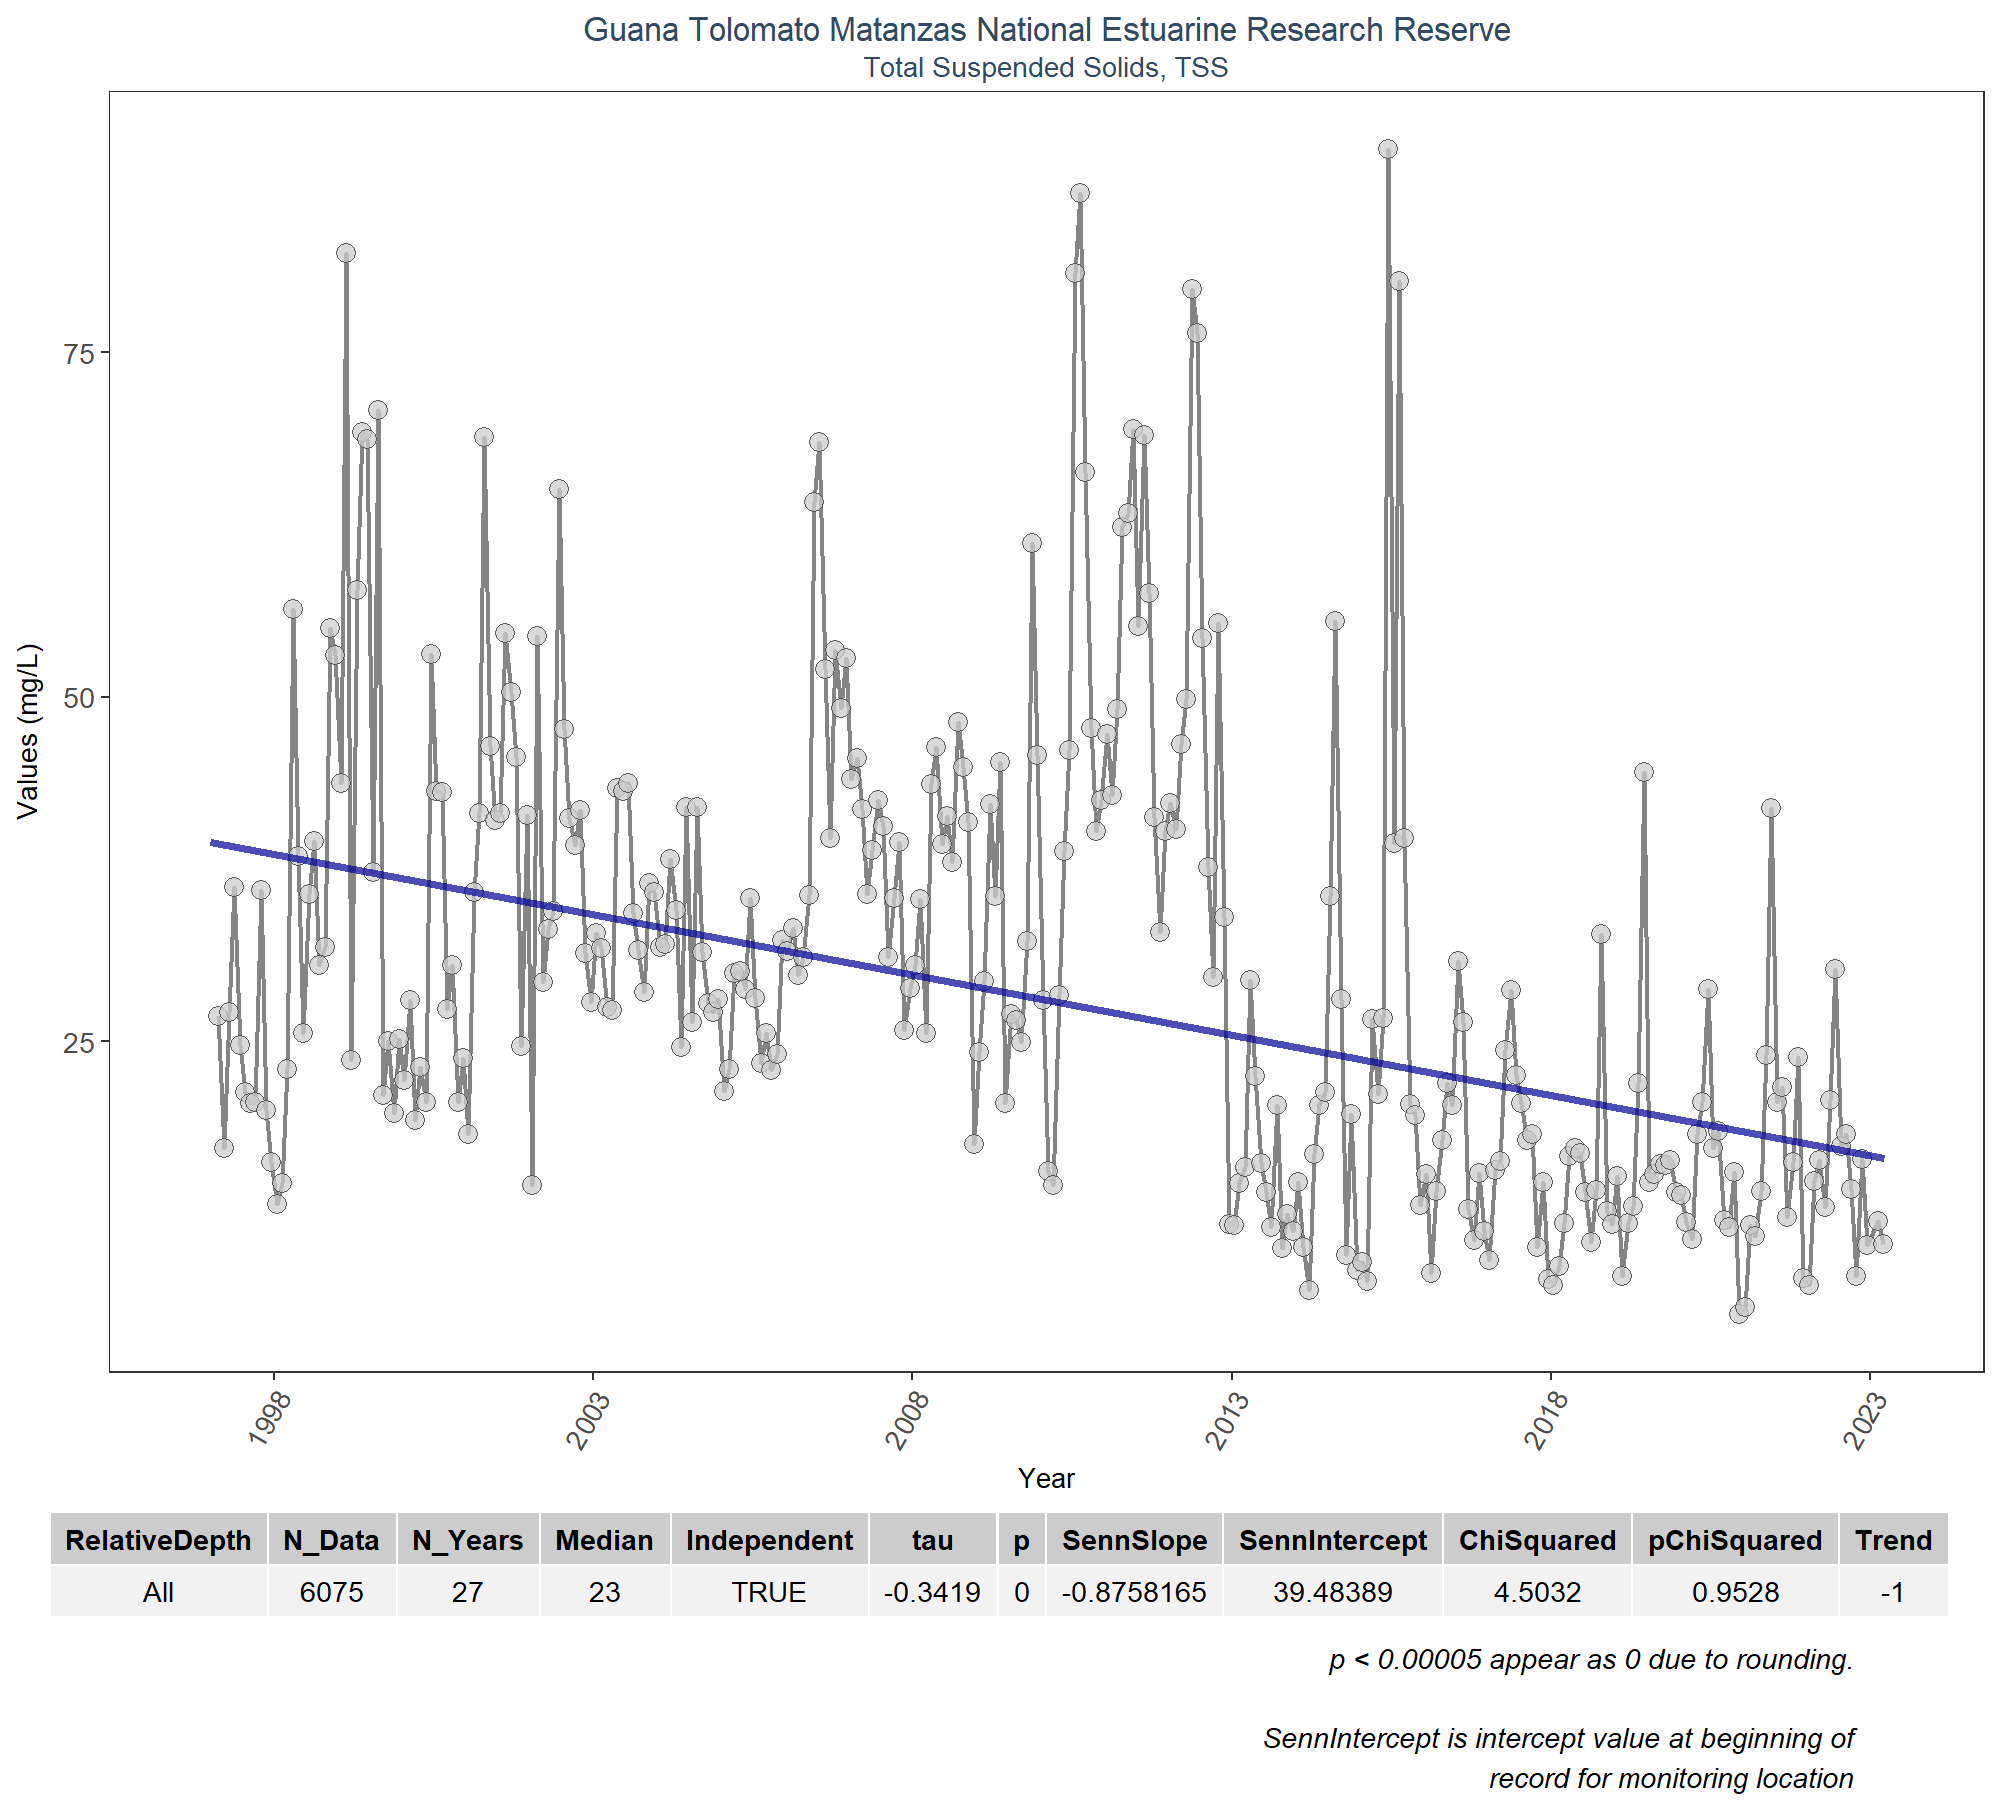 Guana Tolomato Matanzas National Estuarine Research Reserve
Total Suspended Solids, TSS
Values (mg/L)
75
50
25
1998
2003
2008
2013
2018
2023
Year
RelativeDepth N_Data N_Years Median Independent tau p SennSlope SennIntercept ChiSquared pChiSquared Trend
All 6075 27 23 TRUE -0.3419 0 -0.8758165 39.48389 4.5032 0.9528 -1
p < 0.00005 appear as 0 due to rounding.
SennIntercept is intercept value at beginning of
record for monitoring location